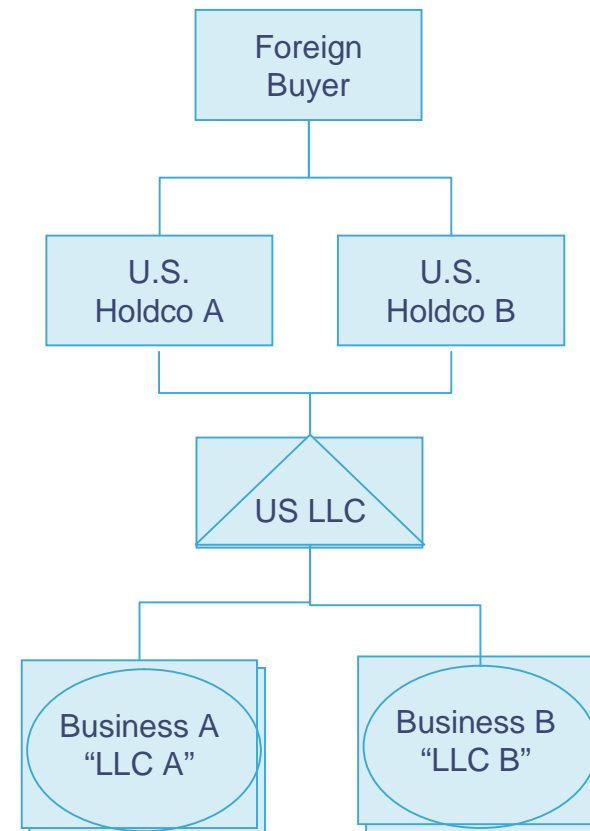 Foreign
Buyer
U.S.
Holdco A
U.S.
Holdco B
US LLC
Business A
“LLC A”
Business B
“LLC B”